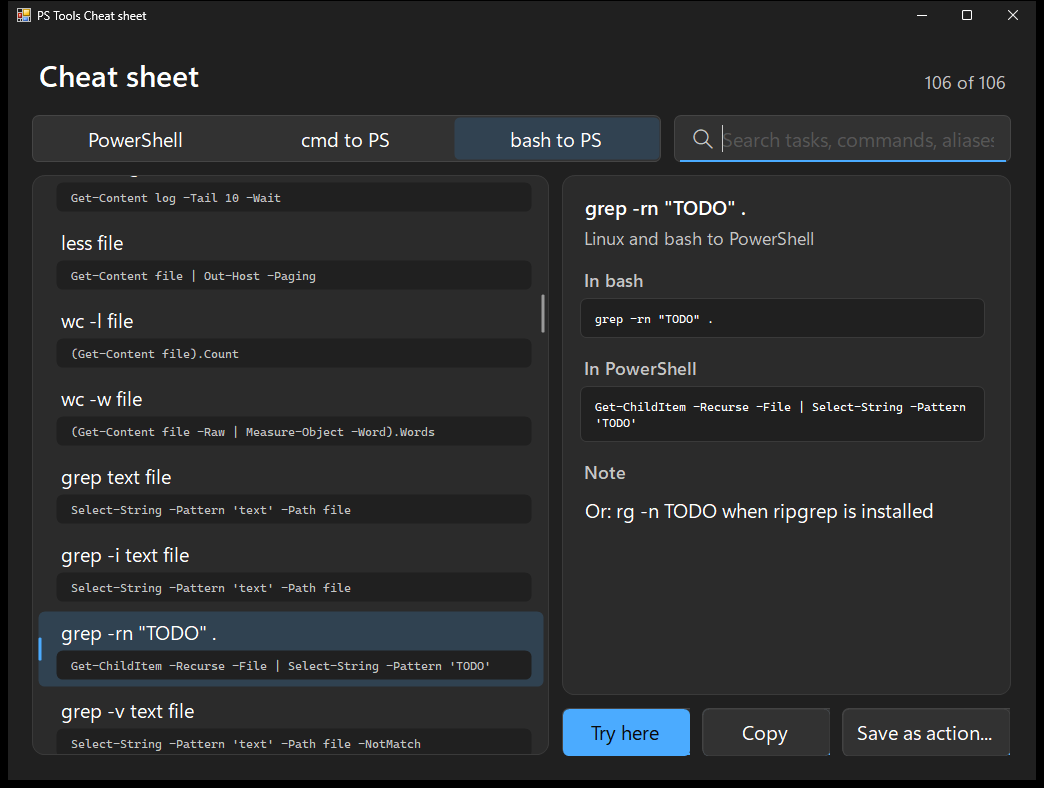 PS Tools Cheat sheet
Cheat sheet
106 of 106
PowerShell
cmd to PS
bash to PS
Search tasks, commands, aliases
Get-Content log -Tail 10 -Wait
less file
Get-Content file | Out-Host -Paging
wc -l file
(Get-Content file).Count
wc -w file
(Get-Content file -Raw | Measure-Object -Word).Words
grep text file
Select-String -Pattern 'text' -Path file
grep -i text file
Select-String -Pattern 'text' -Path file
grep -rn "TODO" .
Get-ChildItem -Recurse -File | Select-String -Pattern 'TODO'
grep -v text file
Select-String -Pattern 'text' -Path file -NotMatch
grep -rn "TODO" .
Linux and bash to PowerShell
In bash
grep -rn "TODO" .
In PowerShell
Get-ChildItem -Recurse -File | Select-String -Pattern
'TODO'
Note
Or: rg -n TODO when ripgrep is installed
Try here
Copy
Save as action...